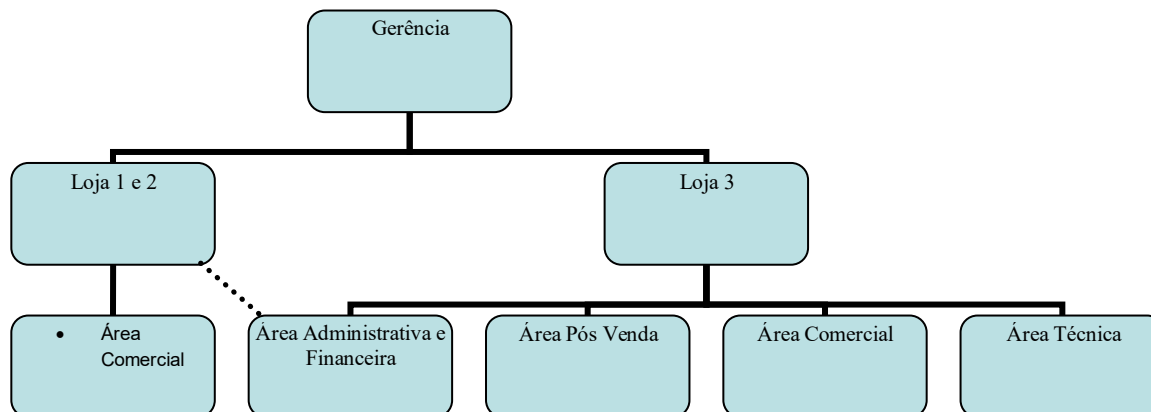 Gerência
Loja 1 e 2
Loja 3
• Área
Comercial
Área Administrativa e
Financeira
Área Pós Venda
Área Comercial
Área Técnica